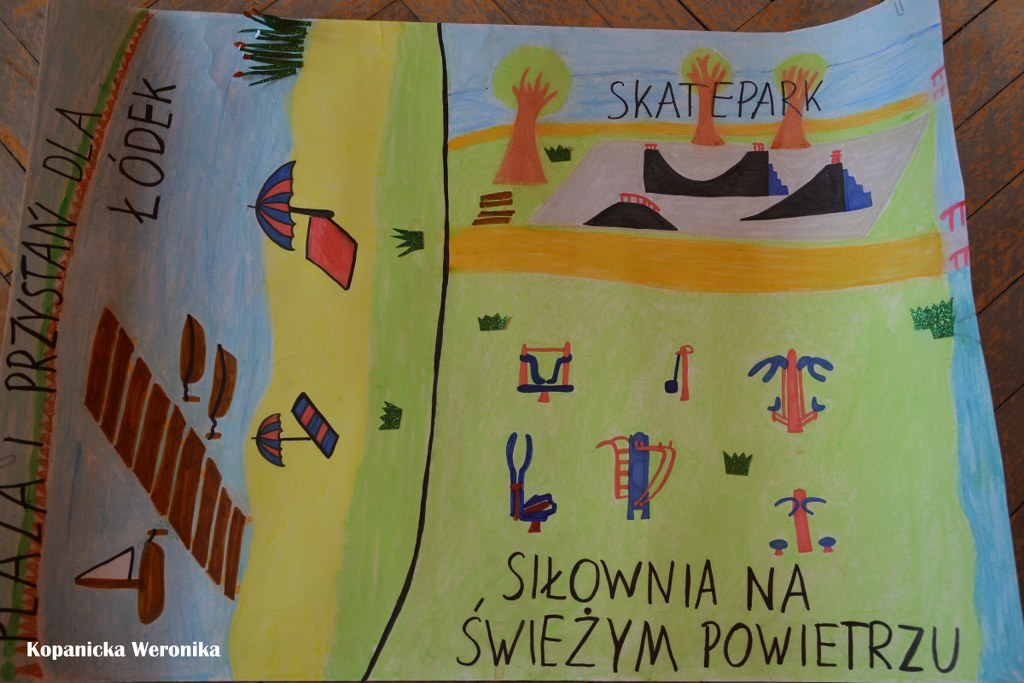 PLAŻA I PRZYSTAŃ DLA
ŁÓDEK
SKATEPARK
SIŁOWNIA NA
ŚWIEŻYM POWIETRZU
Kopanicka Weronika